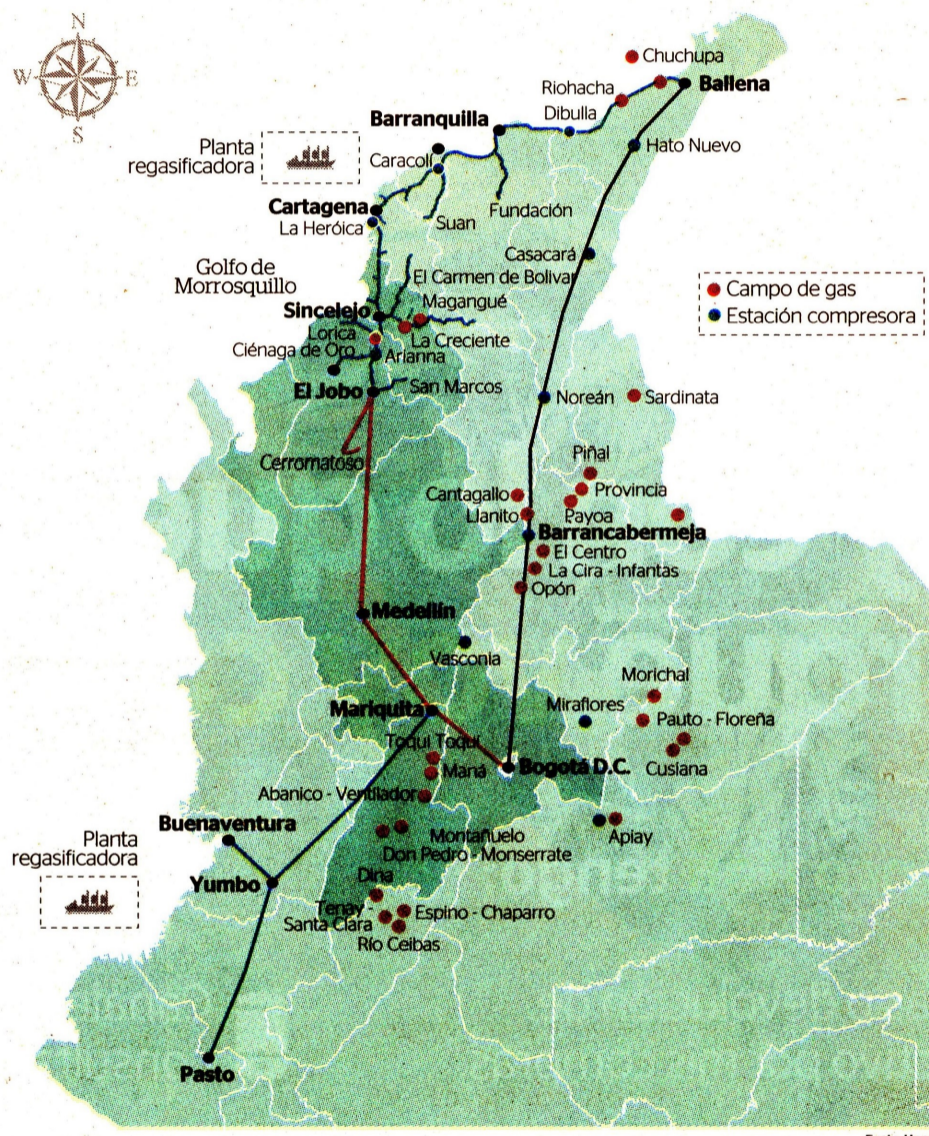 N
W E
S
Chuchupa
Riohacha
Ballena
Dibulla
Barranquilla
Hato Nuevo
Planta
regasificadora
Caracolí
Cartagena
Fundación
La Heróica
Suan
Casacará
Golfo de
Morrosquillo
El Carmen de Bolivar
Magangué
Campo de gas
Estación compresora
Sincelejo
Lorica
La Creciente
Ciénaga de Oro
Arianna
El Jobo
San Marcos
Noreán
Sardinata
Cerromatoso
Piñal
Cantagallo
Provincia
Llanito
Payoa
Barrancabermeja
El Centro
La Cira - Infantas
Opón
Medellín
Vasconia
Morichal
Mariquita
Miraflores
Pauto - Floreña
Toqui Toqui
Maná
Bogotá D.C.
Cusiana
Abanico - Ventilador
Buenaventura
Montañuelo
Apiay
Planta
regasificadora
Don Pedro - Monserrate
Yumbo
Dina
Tenay -
Santa Clara
Espino - Chaparro
Río Ceibas
Pasto